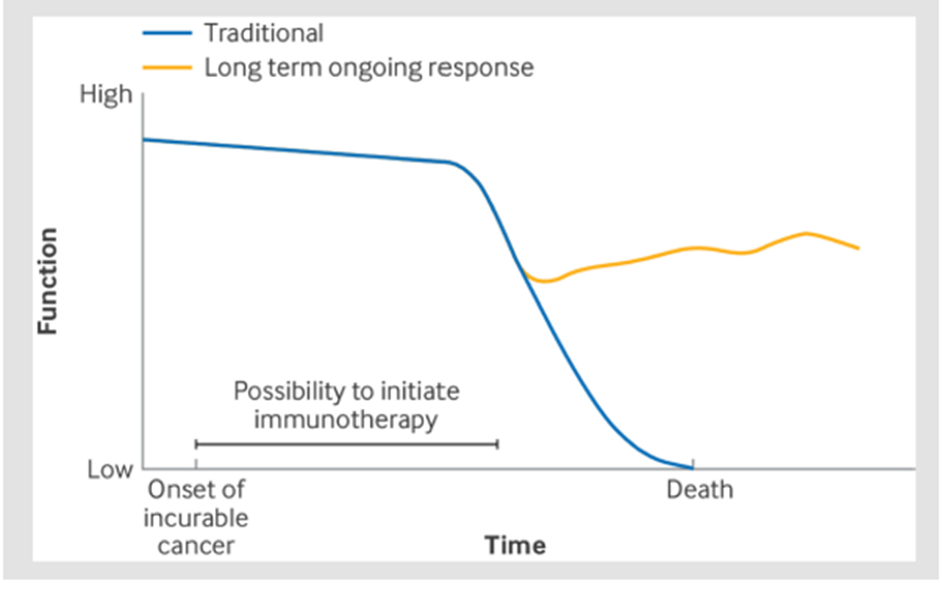 Traditional
Long term ongoing response
High
Function
Possibility to initiate
immunotherapy
Low
Onset of
incurable
cancer
Death
Time